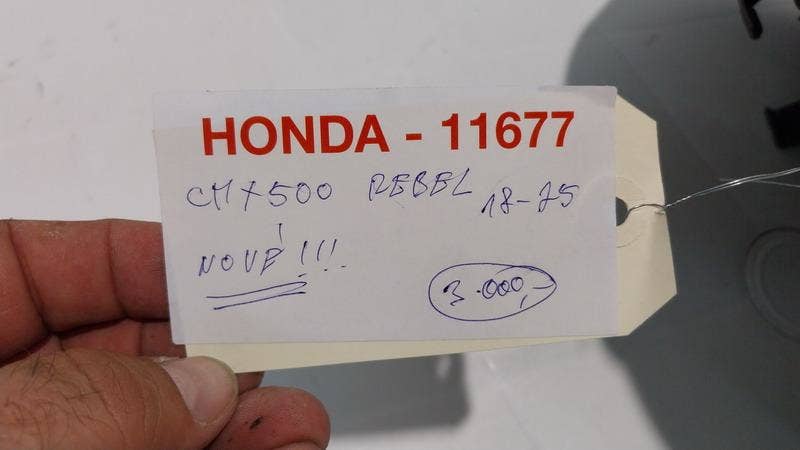 HONDA - 11677
CMX500 REBEL 18-25
NOVÉ!!!
3.000,-